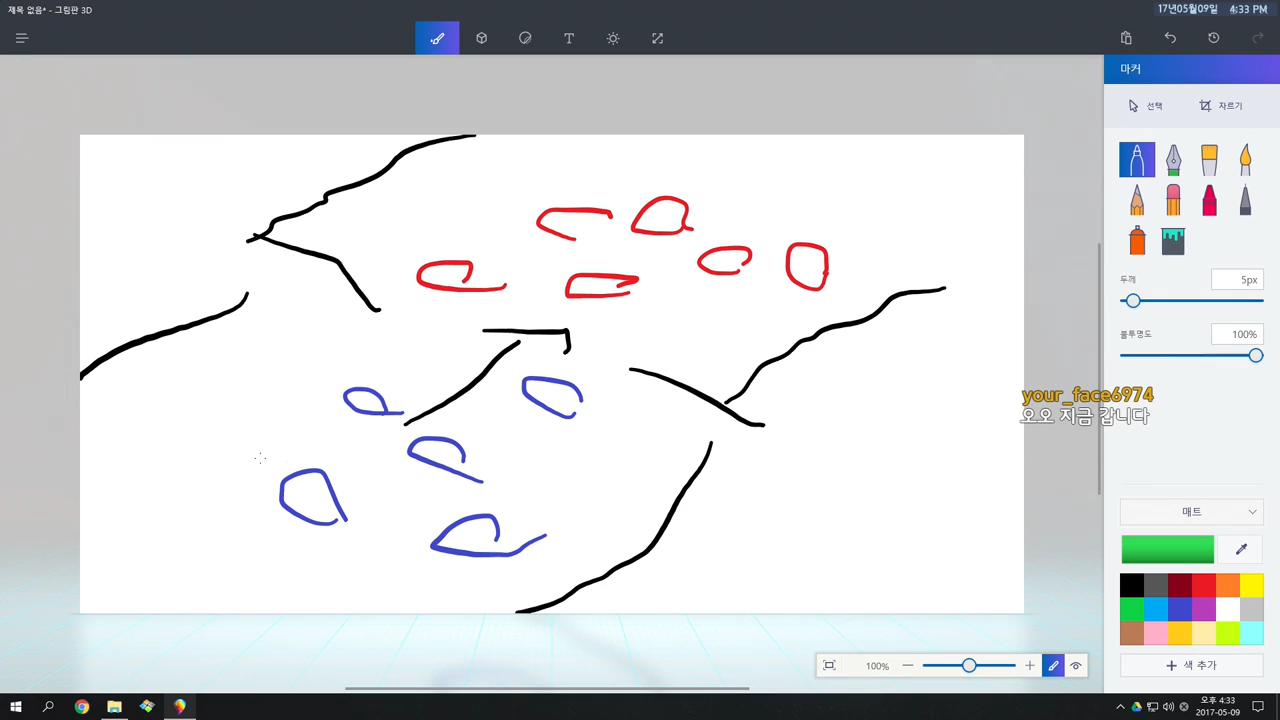 제목 없음* - 그림판 3D
17년05월09일 4:33 PM
마커
선택
자르기
두께
5px
불투명도
100%
your_face6974
오오 지금 갑니다
매트
색 추가
100%
오후 4:33
2017-05-09